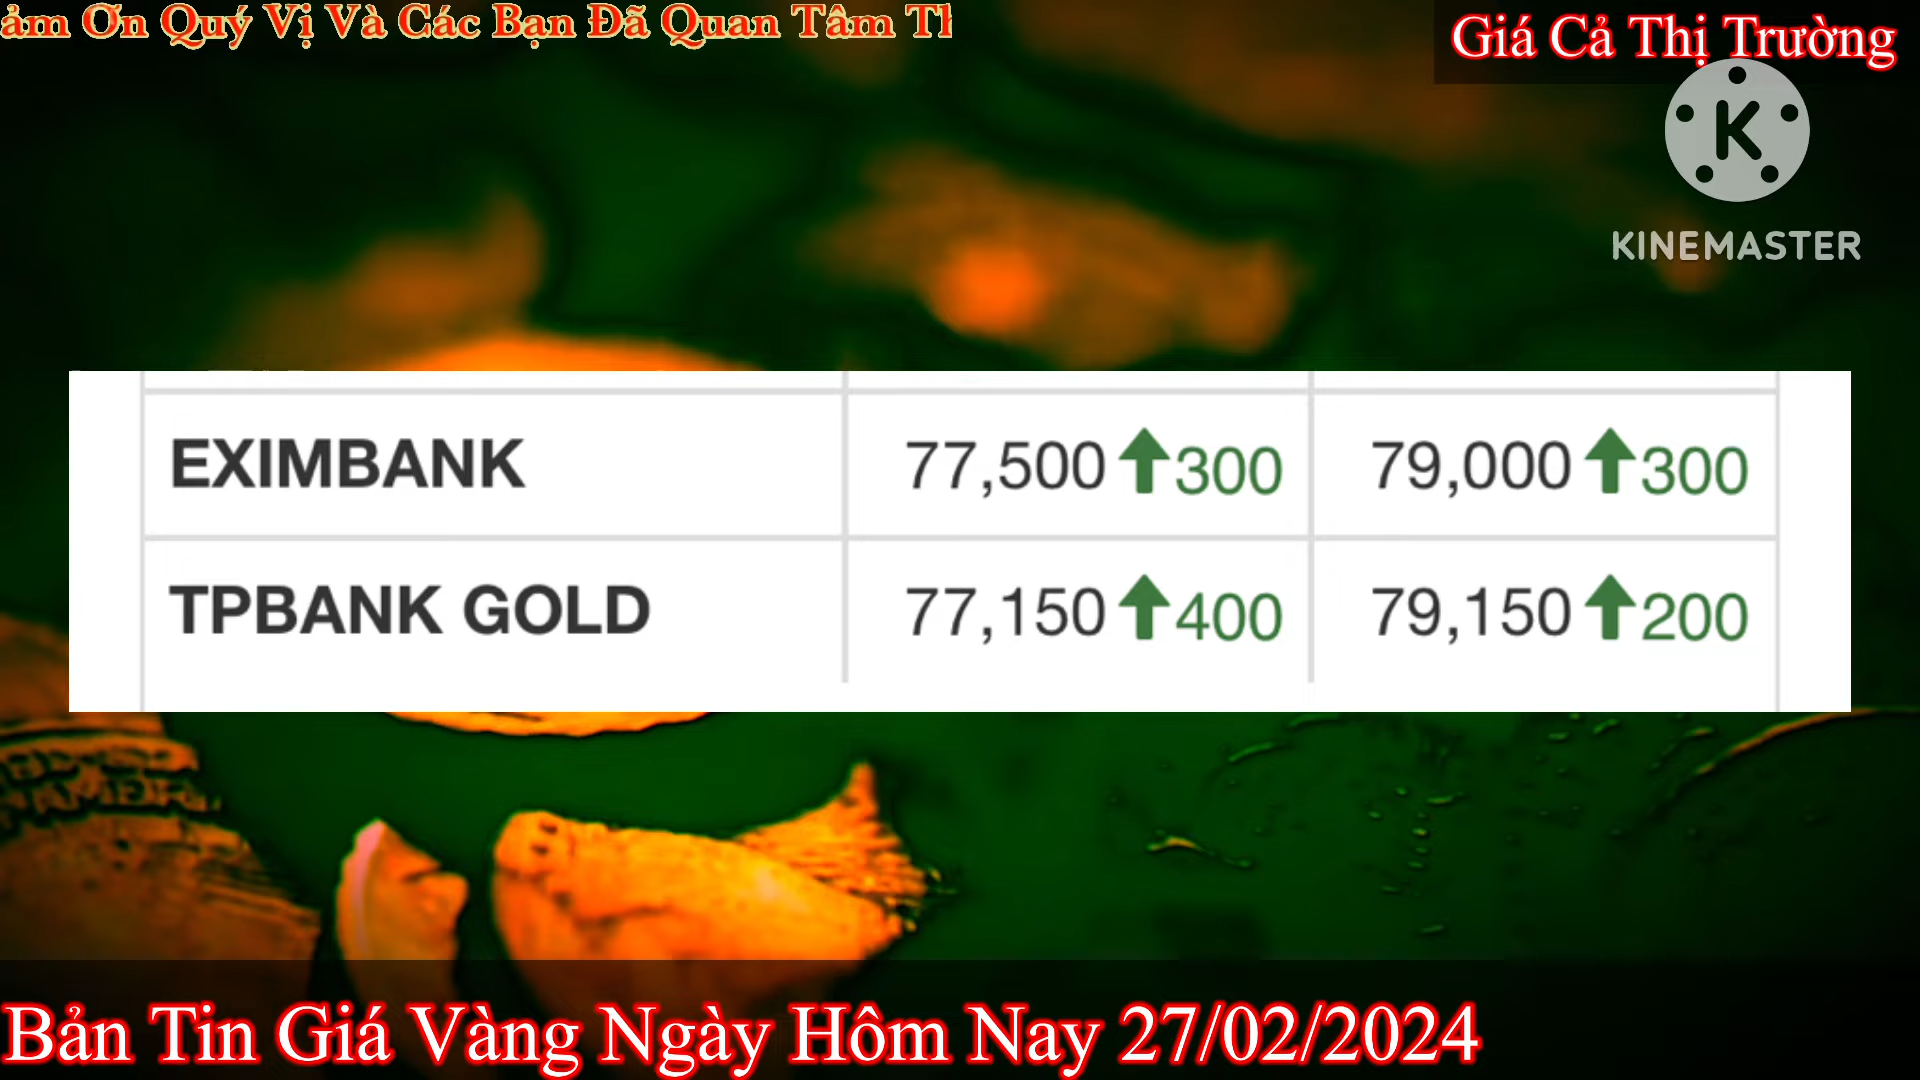 ảm Ơn Quý Vị Và Các Bạn Đã Quan Tâm
Giá Cả Thị Trường
K
KINEMASTER
EXIMBANK 77,500 300 79,000 300
TPBANK GOLD 77,150 400 79,150 200
Bản Tin Giá Vàng Ngày Hôm Nay 27/02/2024